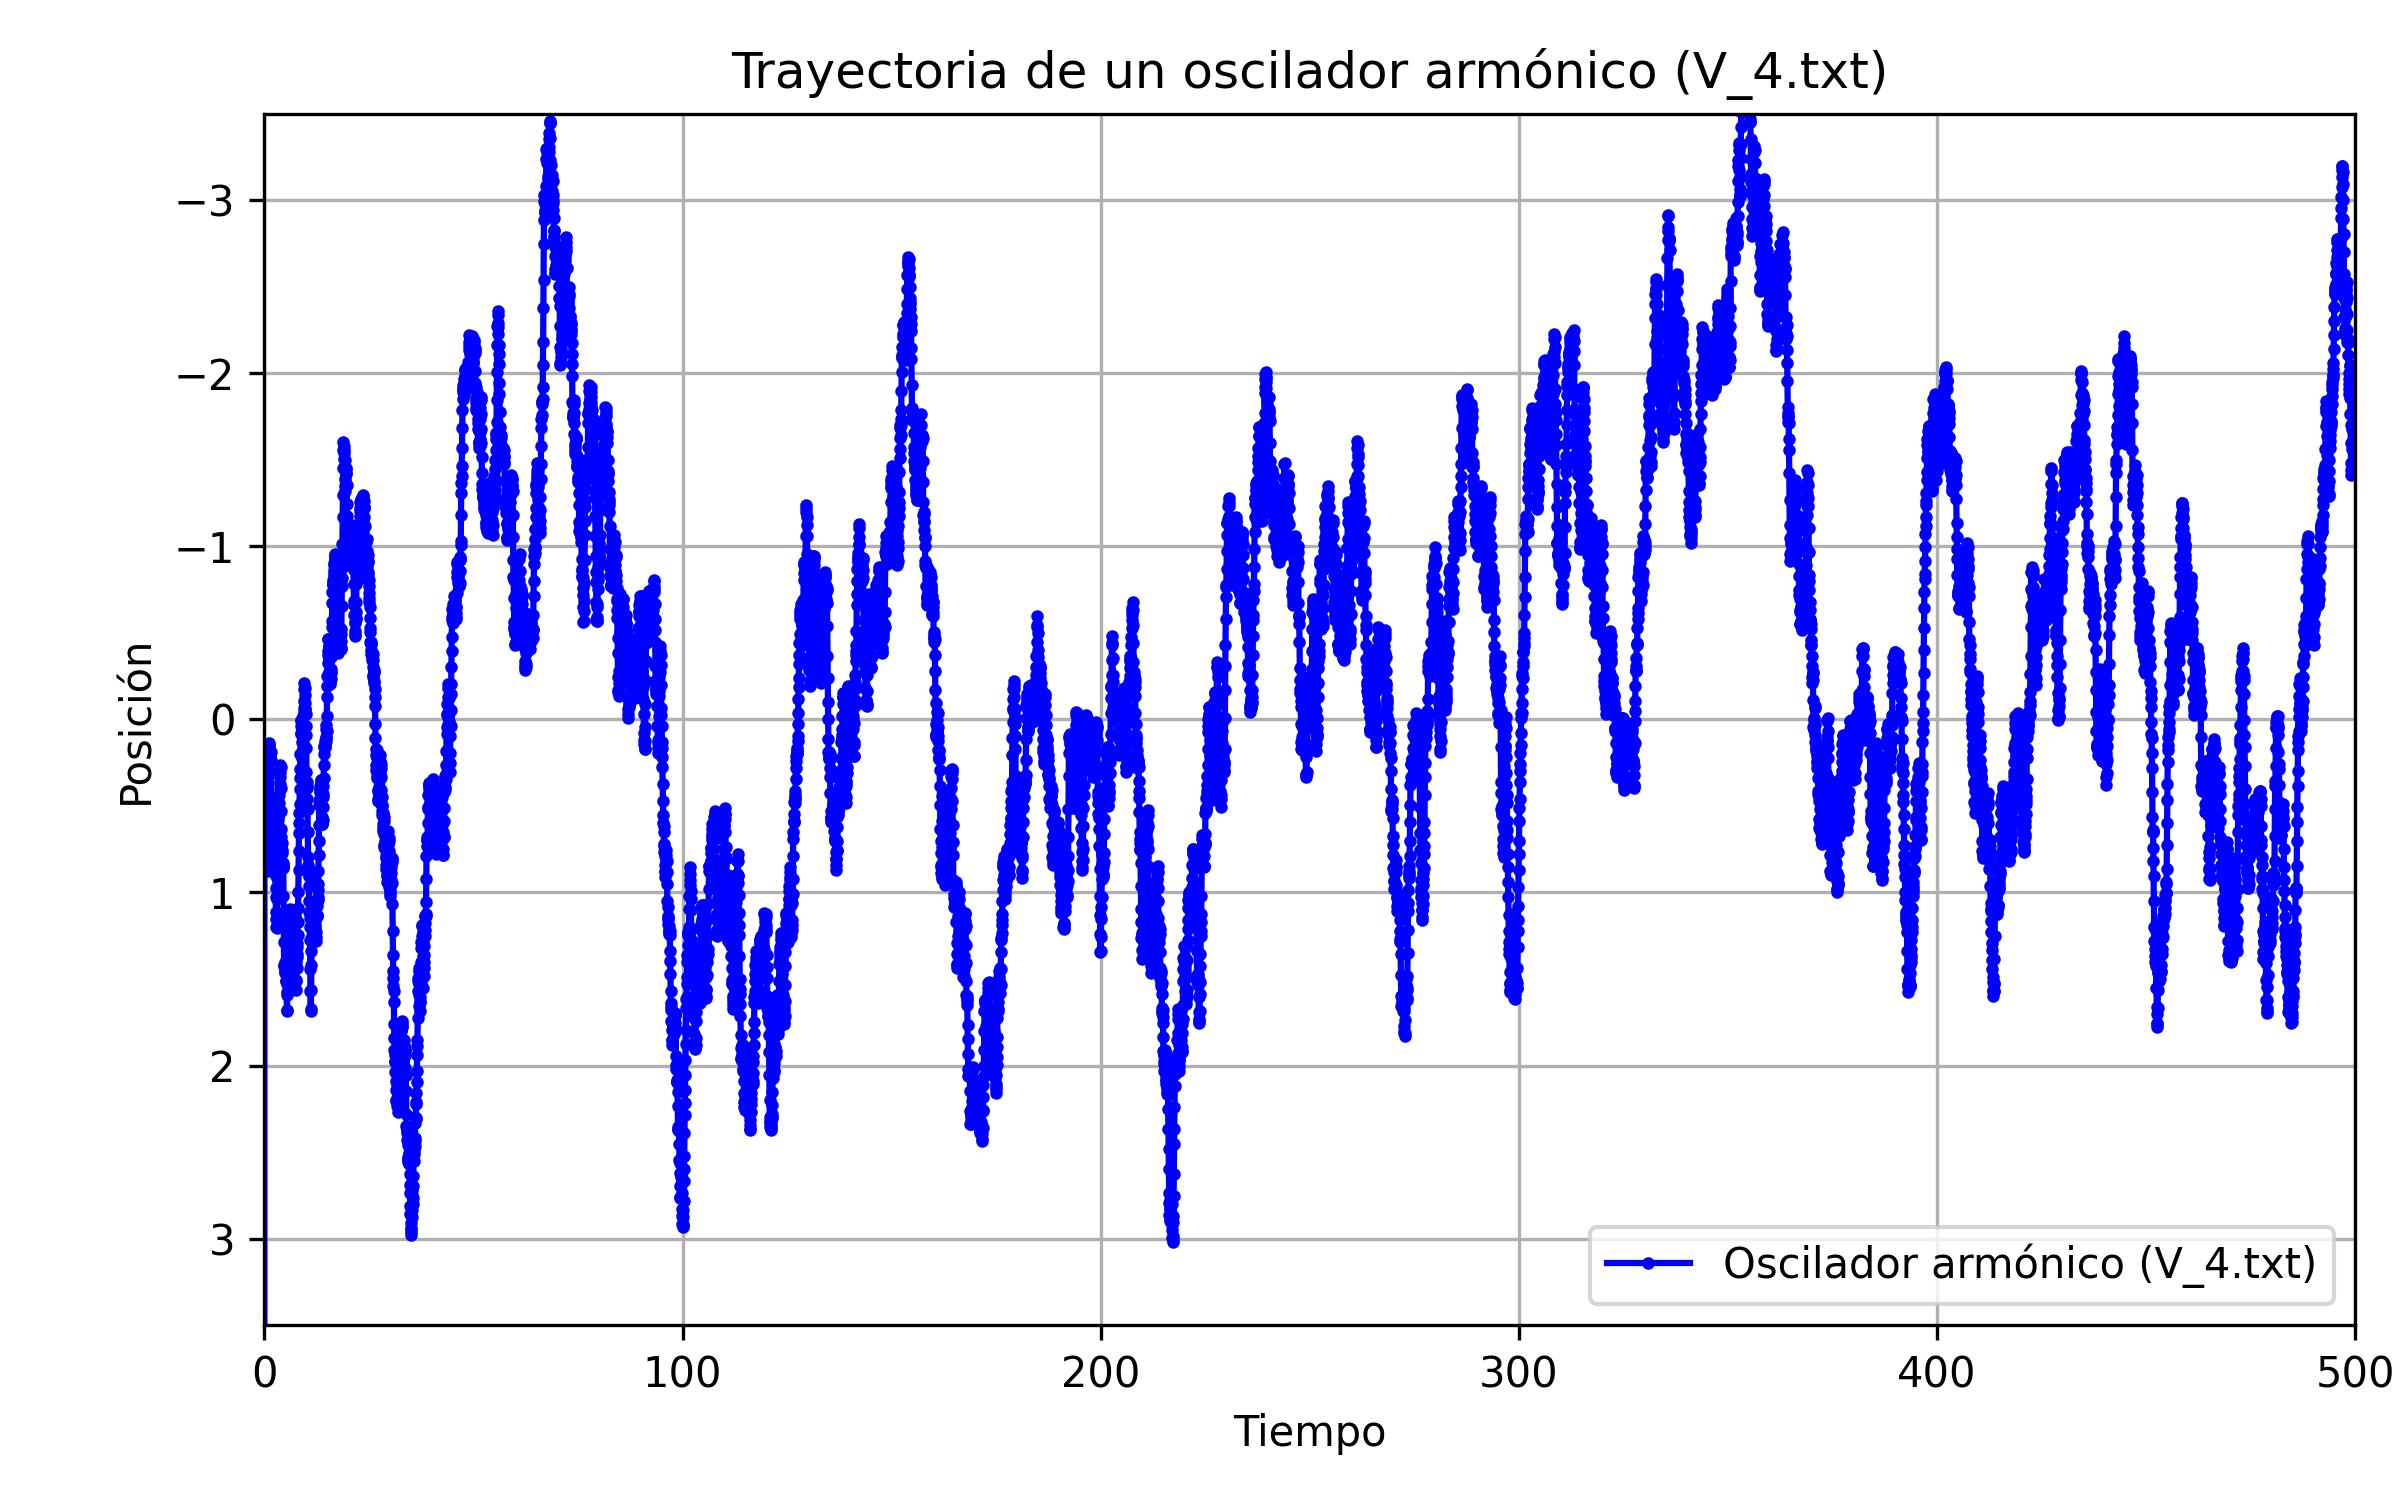 Trayectoria de un oscilador armónico (V_4.txt)
Posición
−3
−2
−1
0
1
2
3
Oscilador armónico (V_4.txt)
0 100 200 300 400 500
Tiempo